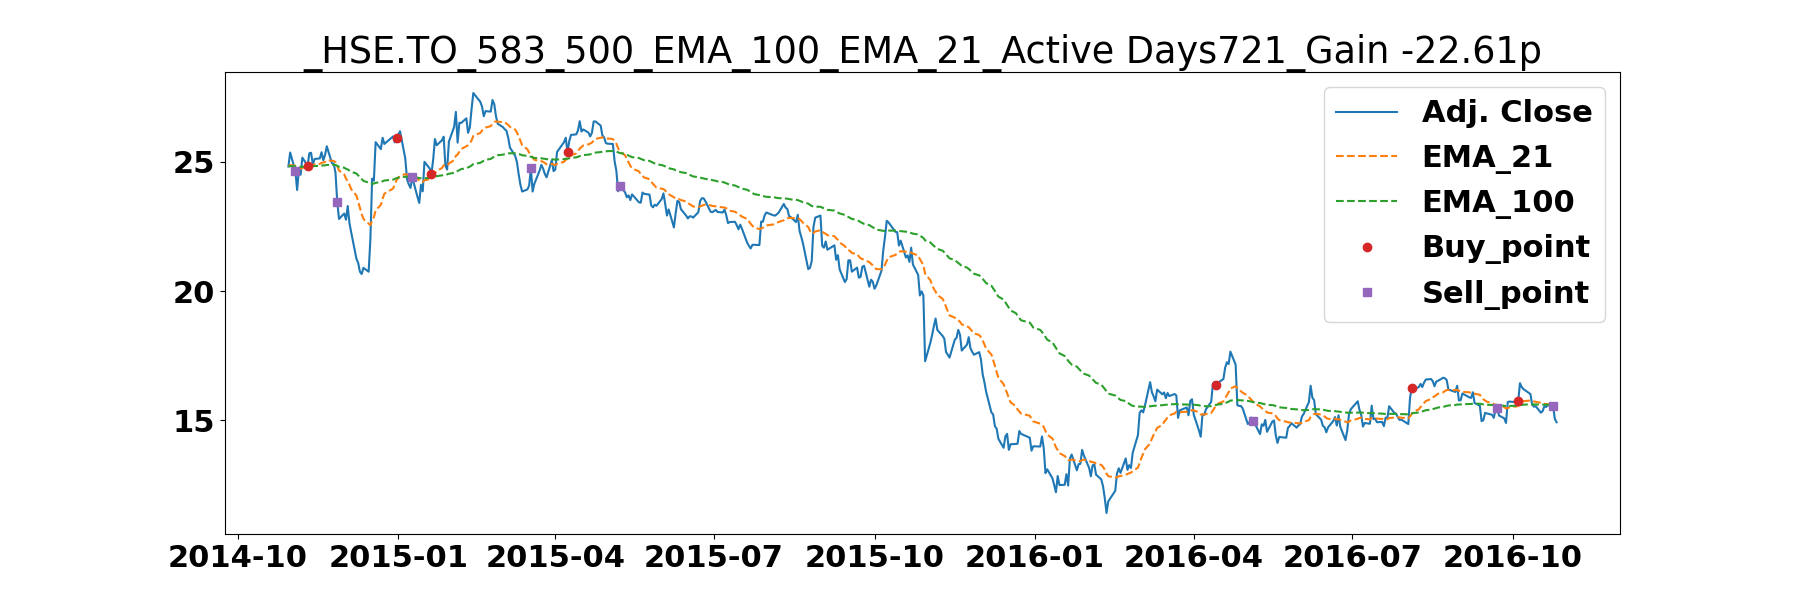 _HSE.TO_583_500_EMA_100_EMA_21_Active Days721_Gain -22.61p
Adj. Close
EMA_21
EMA_100
Buy_point
Sell_point
25
20
15
2014-10 2015-01 2015-04 2015-07 2015-10 2016-01 2016-04 2016-07 2016-10